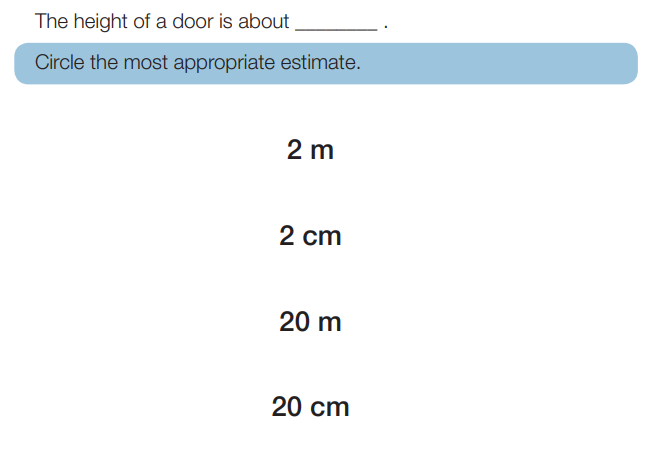 The height of a door is about ________ .
Circle the most appropriate estimate.
2 m
2 cm
20 m
20 cm